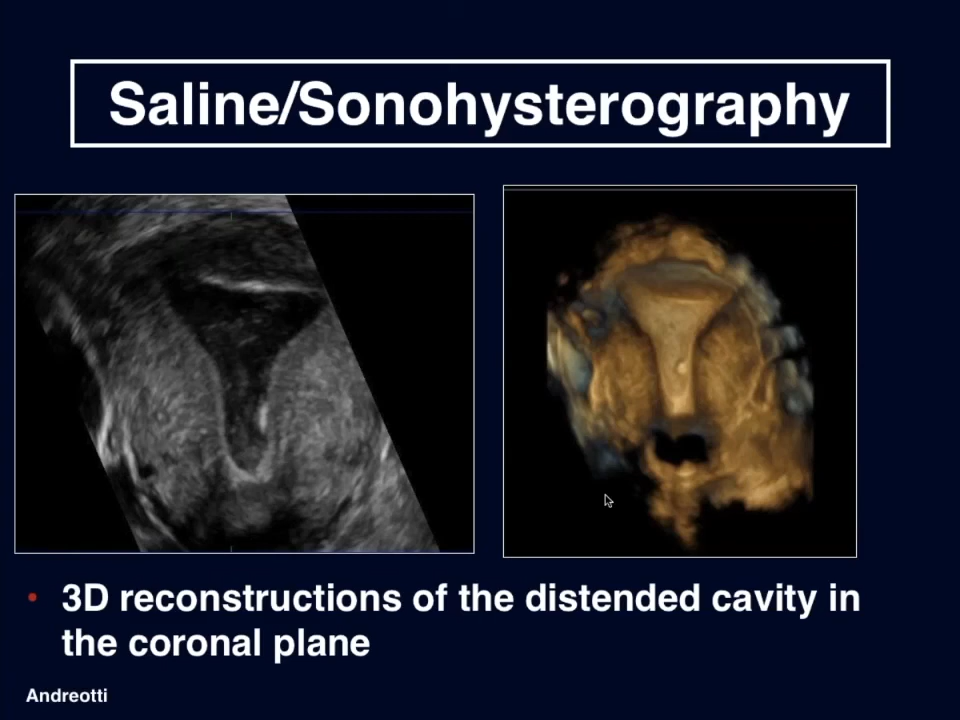 Saline/Sonohysterography
• 3D reconstructions of the distended cavity in
the coronal plane
Andreotti